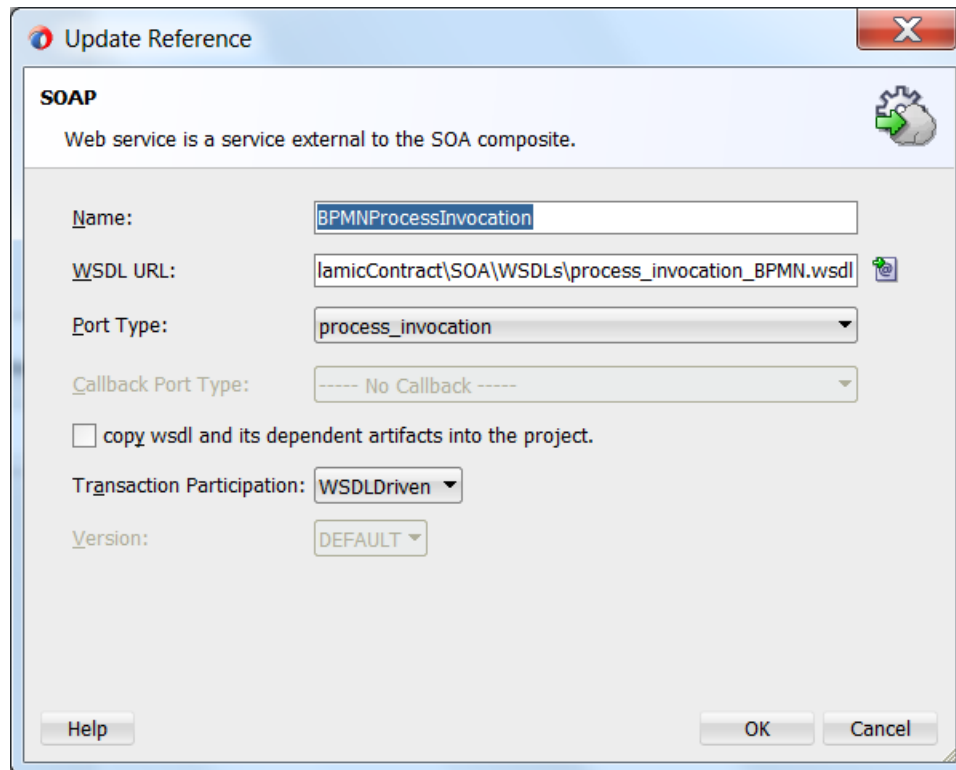 Update Reference
SOAP
Web service is a service external to the SOA composite.
Name: BPMNProcessInvocation
WSDL URL: lamicContract\SOA\WSDLs\process_invocation_BPMN.wsdl
Port Type: process_invocation
Callback Port Type: ----- No Callback -----
copy wsdl and its dependent artifacts into the project.
Transaction Participation: WSDLDriven
Version: DEFAULT
Help OK Cancel